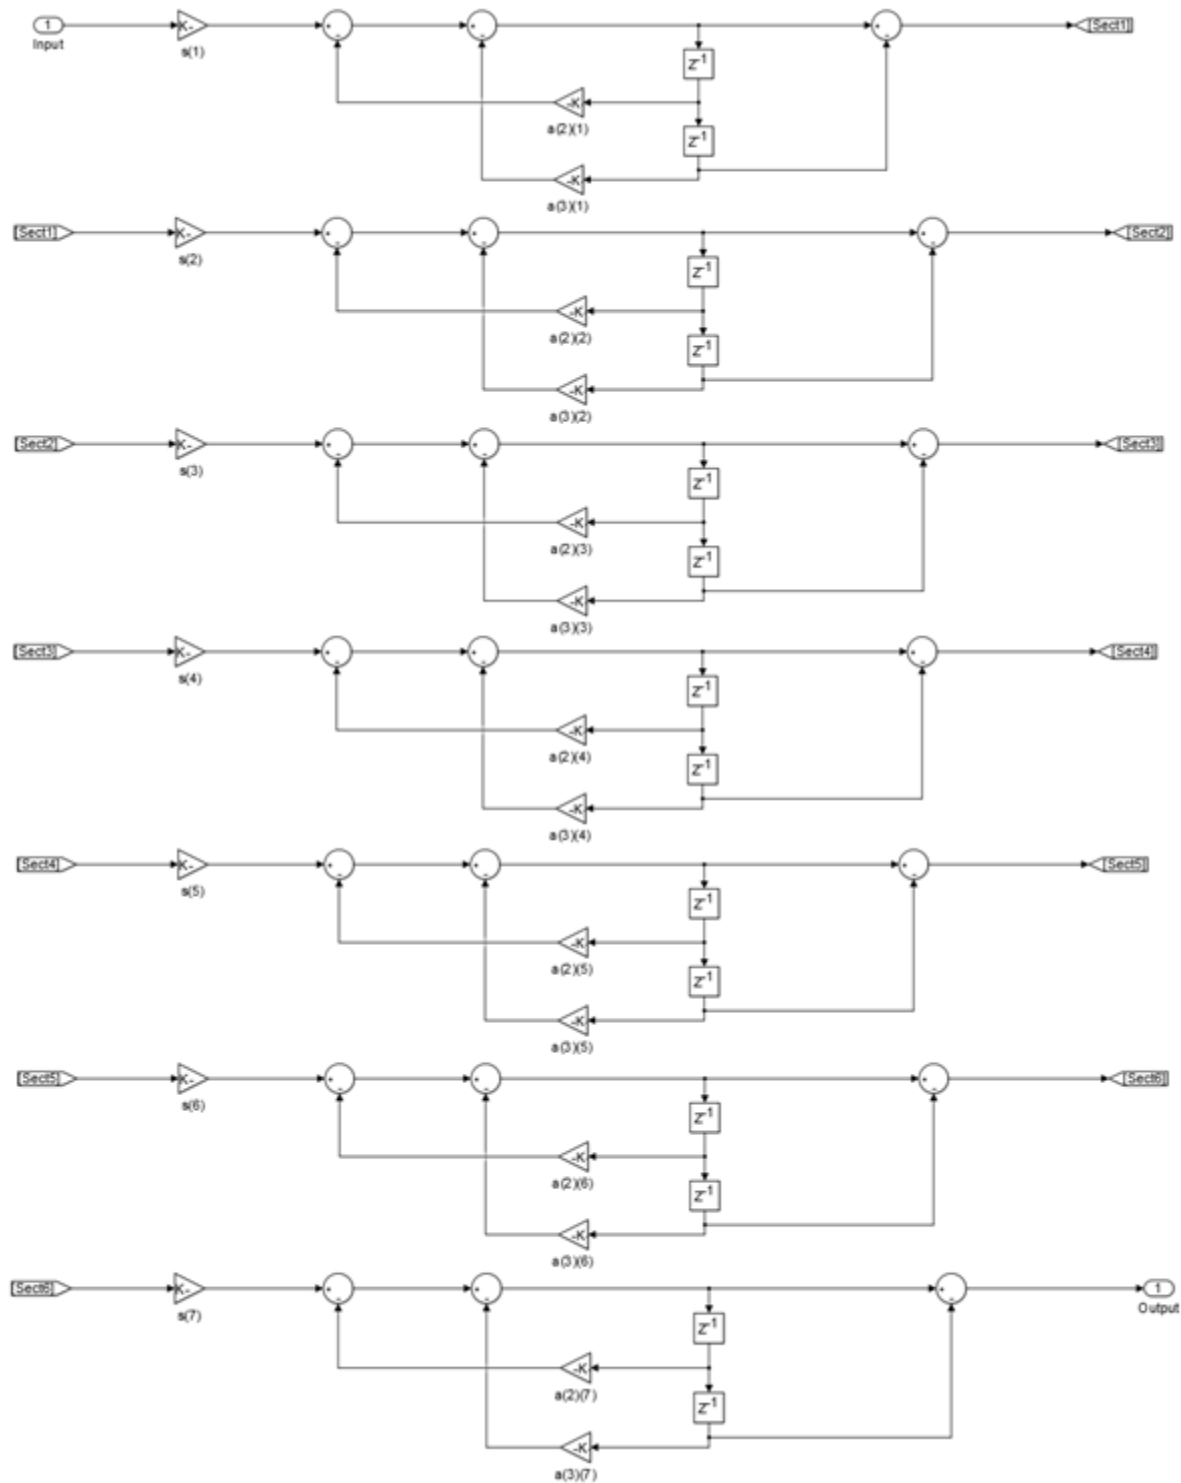 1
Input
K-
s(1)
+
-
+
-
+
-
[Sect1]
z-1
-K
a(2)(1)
z-1
-K
a(3)(1)
[Sect1]
K-
s(2)
+
-
+
-
+
-
[Sect2]
z-1
-K
a(2)(2)
z-1
-K
a(3)(2)
[Sect2]
K-
s(3)
+
-
+
-
+
-
[Sect3]
z-1
-K
a(2)(3)
z-1
-K
a(3)(3)
[Sect3]
K-
s(4)
+
-
+
-
+
-
[Sect4]
z-1
-K
a(2)(4)
z-1
-K
a(3)(4)
[Sect4]
K-
s(5)
+
-
+
-
+
-
[Sect5]
z-1
-K
a(2)(5)
z-1
-K
a(3)(5)
[Sect5]
K-
s(6)
+
-
+
-
+
-
[Sect6]
z-1
-K
a(2)(6)
z-1
-K
a(3)(6)
[Sect6]
K-
s(7)
+
-
+
-
+
-
1
Output
z-1
-K
a(2)(7)
z-1
-K
a(3)(7)